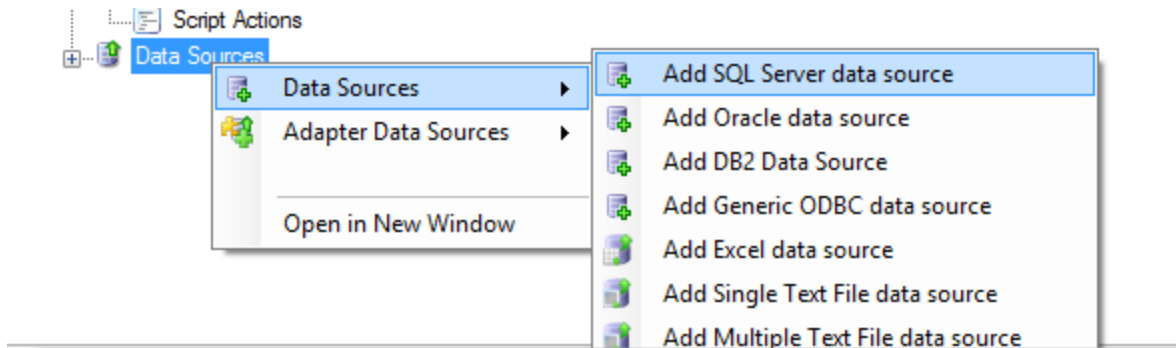 Script Actions
Data Sources
Data Sources
Adapter Data Sources
Open in New Window
Add SQL Server data source
Add Oracle data source
Add DB2 Data Source
Add Generic ODBC data source
Add Excel data source
Add Single Text File data source
Add Multiple Text File data source